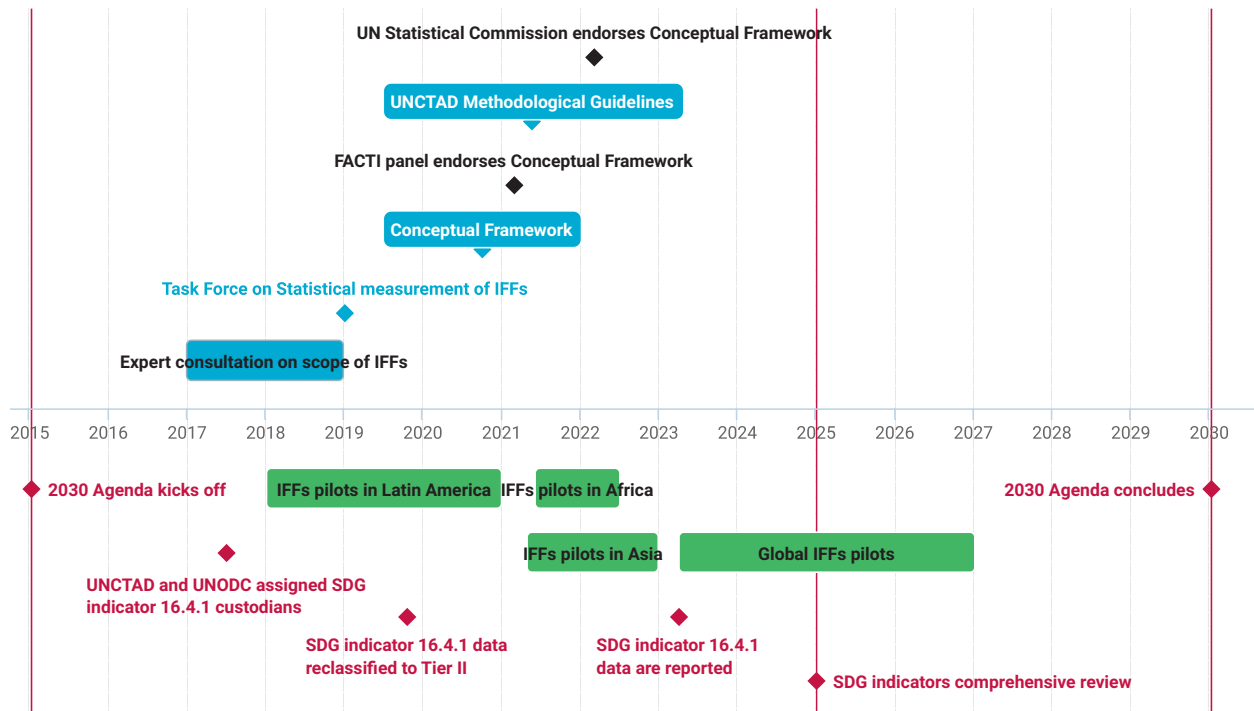 UN Statistical Commission endorses Conceptual Framework
UNCTAD Methodological Guidelines
FACTI panel endorses Conceptual Framework
Conceptual Framework
Task Force on Statistical measurement of IFFs
Expert consultation on scope of IFFs
2015 2016 2017 2018 2019 2020 2021 2022 2023 2024 2025 2026 2027 2028 2029 2030
2030 Agenda kicks off
IFFs pilots in Latin America
IFFs pilots in Africa
2030 Agenda concludes
IFFs pilots in Asia
Global IFFs pilots
UNCTAD and UNODC assigned SDG
indicator 16.4.1 custodians
SDG indicator 16.4.1 data
reclassified to Tier II
SDG indicator 16.4.1
data are reported
SDG indicators comprehensive review